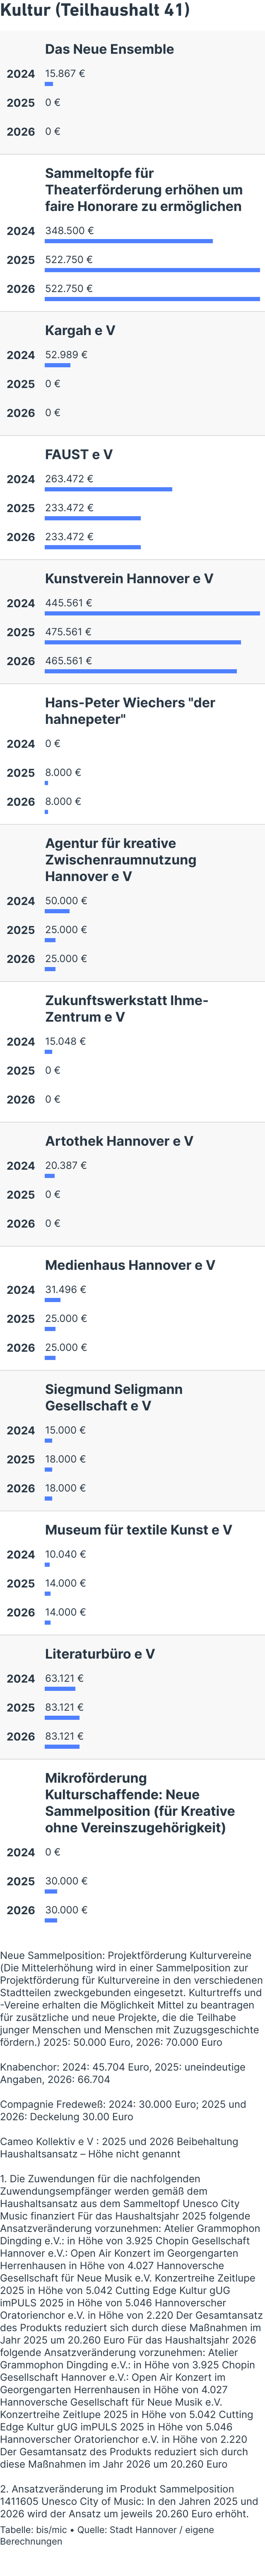 Kultur (Teilhaushalt 41)
Das Neue Ensemble
2024 15.867 €
2025 0 €
2026 0 €
Sammeltopfe für
Theaterförderung erhöhen um
faire Honorare zu ermöglichen
2024 348.500 €
2025 522.750 €
2026 522.750 €
Kargah e V
2024 52.989 €
2025 0 €
2026 0 €
FAUST e V
2024 263.472 €
2025 233.472 €
2026 233.472 €
Kunstverein Hannover e V
2024 445.561 €
2025 475.561 €
2026 465.561 €
Hans-Peter Wiechers "der
hahnepeter"
2024 0 €
2025 8.000 €
2026 8.000 €
Agentur für kreative
Zwischenraumnutzung
Hannover e V
2024 50.000 €
2025 25.000 €
2026 25.000 €
Zukunftswerkstatt Ihme-
Zentrum e V
2024 15.048 €
2025 0 €
2026 0 €
Artothek Hannover e V
2024 20.387 €
2025 0 €
2026 0 €
Medienhaus Hannover e V
2024 31.496 €
2025 25.000 €
2026 25.000 €
Siegmund Seligmann
Gesellschaft e V
2024 15.000 €
2025 18.000 €
2026 18.000 €
Museum für textile Kunst e V
2024 10.040 €
2025 14.000 €
2026 14.000 €
Literaturbüro e V
2024 63.121 €
2025 83.121 €
2026 83.121 €
Mikroförderung
Kulturschaffende: Neue
Sammelposition (für Kreative
ohne Vereinszugehörigkeit)
2024 0 €
2025 30.000 €
2026 30.000 €
Neue Sammelposition: Projektförderung Kulturvereine
(Die Mittelerhöhung wird in einer Sammelposition zur
Projektförderung für Kulturvereine in den verschiedenen
Stadtteilen zweckgebunden eingesetzt. Kulturtreffs und
-Vereine erhalten die Möglichkeit Mittel zu beantragen
für zusätzliche und neue Projekte, die die Teilhabe
junger Menschen und Menschen mit Zuzugsgeschichte
fördern.) 2025: 50.000 Euro, 2026: 70.000 Euro
Knabenchor: 2024: 45.704 Euro, 2025: uneindeutige
Angaben, 2026: 66.704
Compagnie Fredeweß: 2024: 30.000 Euro; 2025 und
2026: Deckelung 30.00 Euro
Cameo Kollektiv e V : 2025 und 2026 Beibehaltung
Haushaltsansatz – Höhe nicht genannt
1. Die Zuwendungen für die nachfolgenden
Zuwendungsempfänger werden gemäß dem
Haushaltsansatz aus dem Sammeltopf Unesco City
Music finanziert Für das Haushaltsjahr 2025 folgende
Ansatzveränderung vorzunehmen: Atelier Grammophon
Dingding e.V.: in Höhe von 3.925 Chopin Gesellschaft
Hannover e.V.: Open Air Konzert im Georgengarten
Herrenhausen in Höhe von 4.027 Hannoversche
Gesellschaft für Neue Musik e.V. Konzertreihe Zeitlupe
2025 in Höhe von 5.042 Cutting Edge Kultur gUG
imPULS 2025 in Höhe von 5.046 Hannoverscher
Oratorienchor e.V. in Höhe von 2.220 Der Gesamtansatz
des Produkts reduziert sich durch diese Maßnahmen im
Jahr 2025 um 20.260 Euro Für das Haushaltsjahr 2026
folgende Ansatzveränderung vorzunehmen: Atelier
Grammophon Dingding e.V.: in Höhe von 3.925 Chopin
Gesellschaft Hannover e.V.: Open Air Konzert im
Georgengarten Herrenhausen in Höhe von 4.027
Hannoversche Gesellschaft für Neue Musik e.V.
Konzertreihe Zeitlupe 2025 in Höhe von 5.042 Cutting
Edge Kultur gUG imPULS 2025 in Höhe von 5.046
Hannoverscher Oratorienchor e.V. in Höhe von 2.220
Der Gesamtansatz des Produkts reduziert sich durch
diese Maßnahmen im Jahr 2026 um 20.260 Euro
2. Ansatzveränderung im Produkt Sammelposition
1411605 Unesco City of Music: In den Jahren 2025 und
2026 wird der Ansatz um jeweils 20.260 Euro erhöht.
Tabelle: bis/mic • Quelle: Stadt Hannover / eigene
Berechnungen